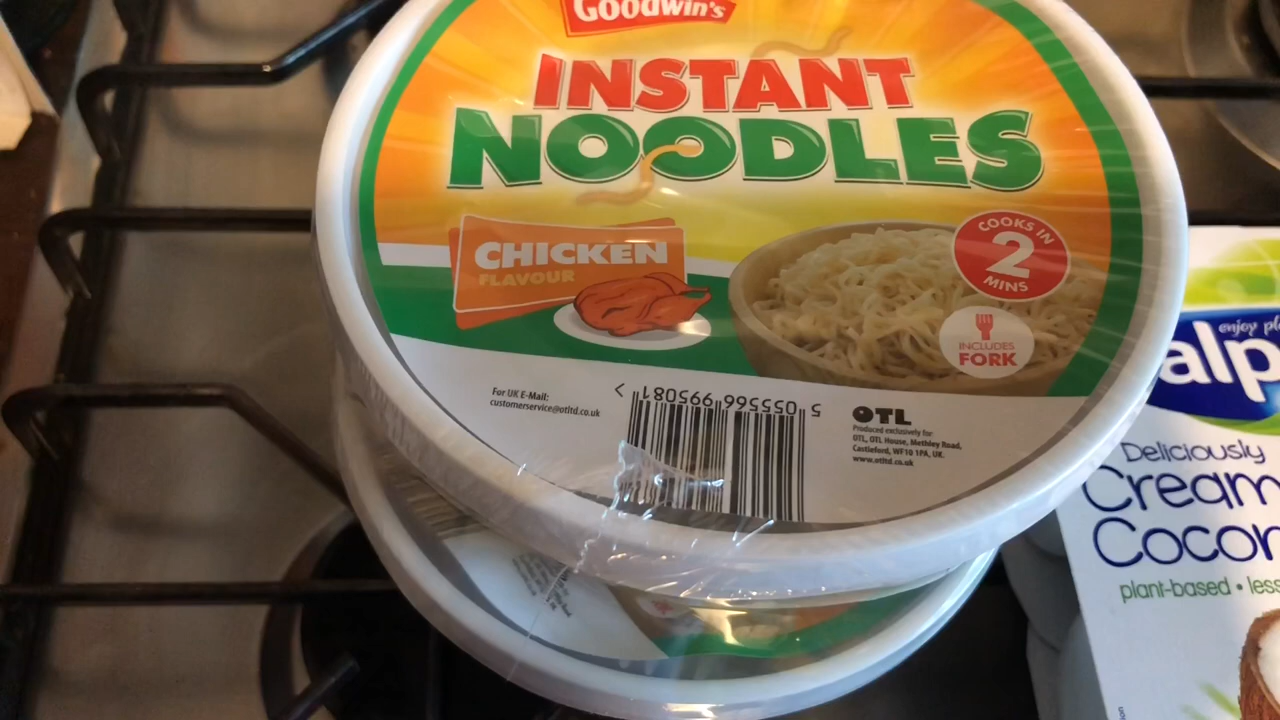 Goodwin's
INSTANT
NOODLES
CHICKEN
FLAVOUR
COOKS IN
2
MINS
INCLUDES
FORK
For UK E-Mail:
customerservice@otltd.co.uk
5 055566 995081 >
OTL
Produced exclusively for:
OTL, OTL House, Methley Road,
Castleford, WF10 1PA, UK.
www.otltd.co.uk
enjoy pl
alp
Deliciously
Cream
Cocon
plant-based • less